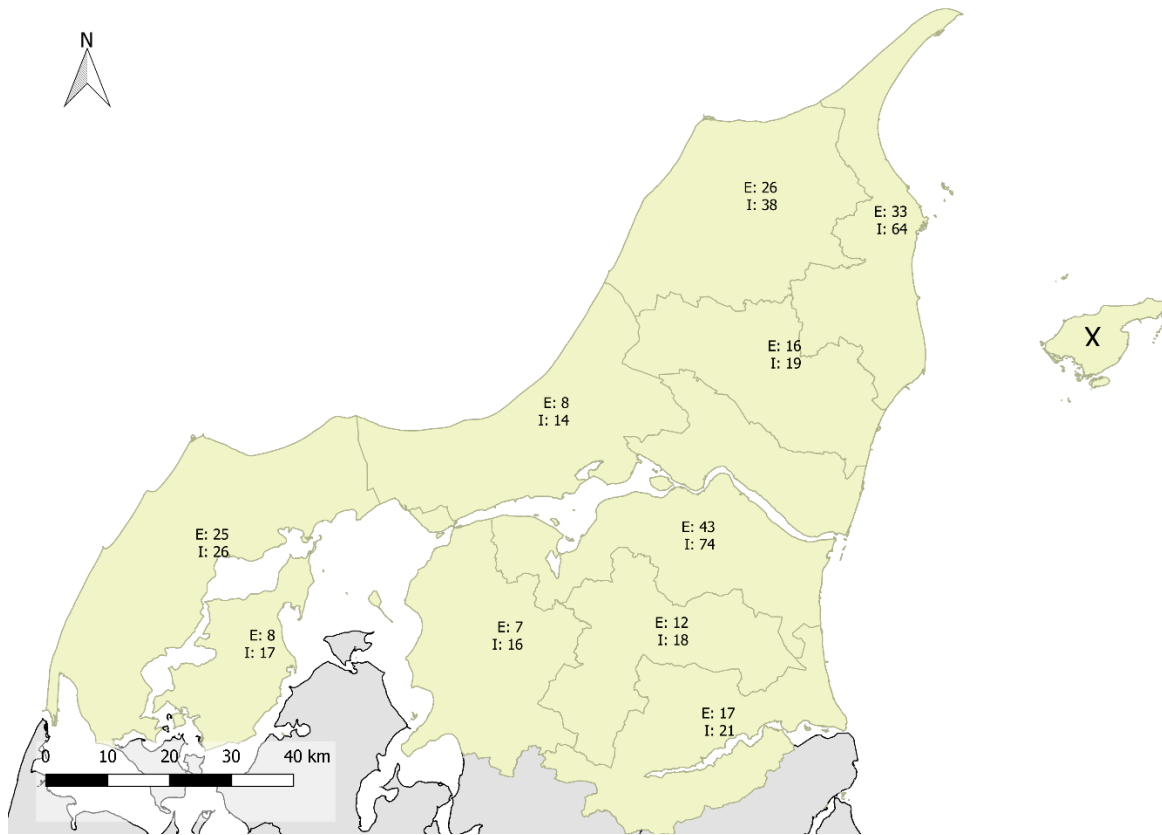 N
E: 26
I: 38
E: 33
I: 64
X
E: 16
I: 19
E: 8
I: 14
E: 25
I: 26
E: 43
I: 74
E: 8
I: 17
E: 7
I: 16
E: 12
I: 18
E: 17
I: 21
0 10 20 30 40 km